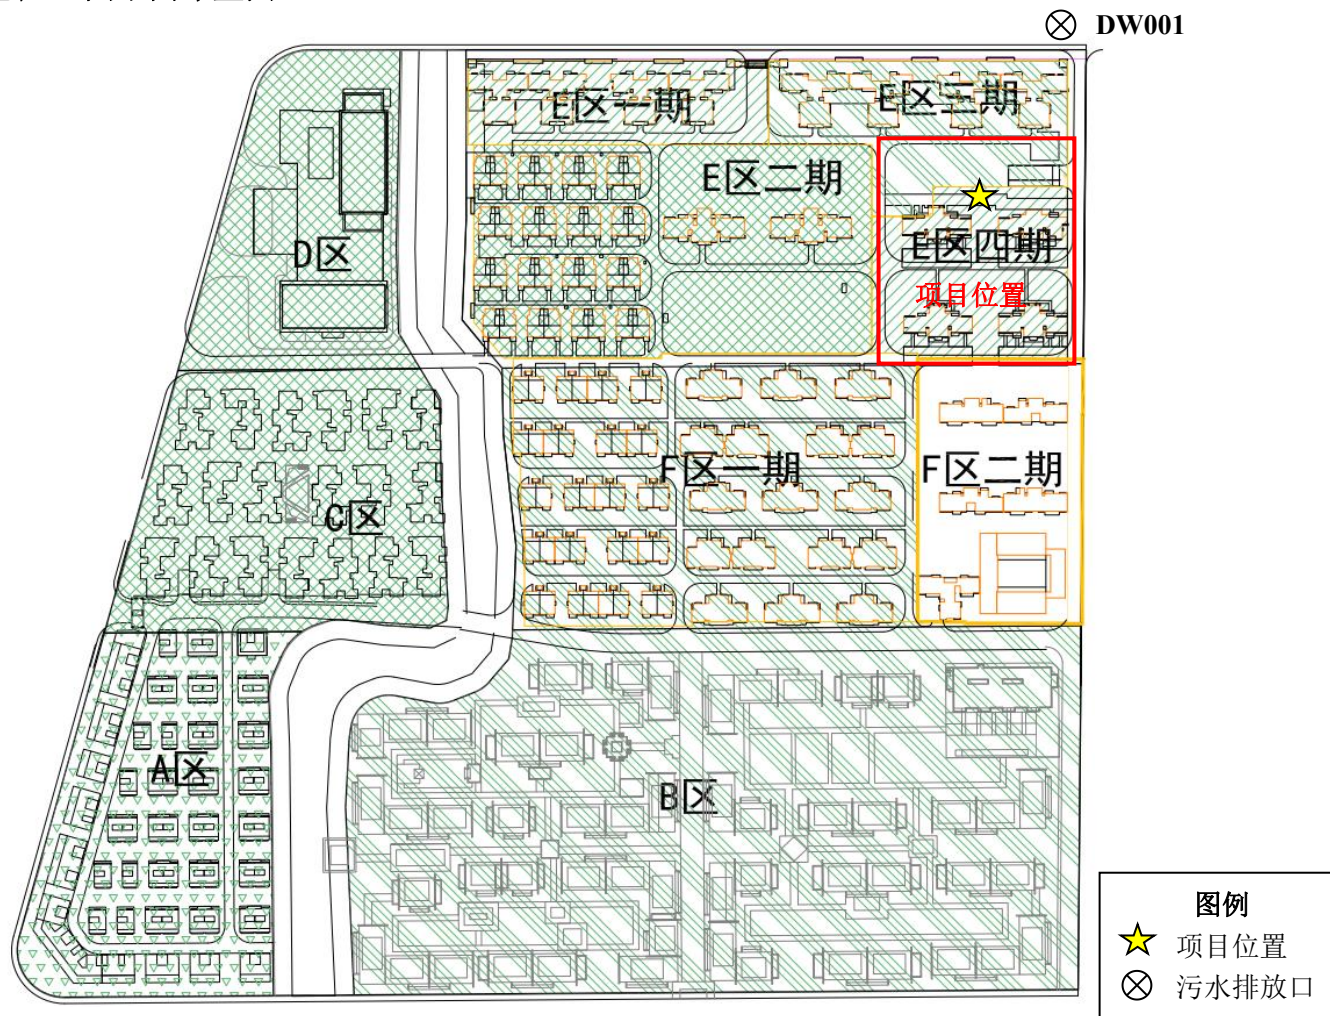 DW001
E区一期
E区三期
E区二期
E区四期
项目位置
D区
F区一期
F区二期
C区
A区
B区
图例
项目位置
污水排放口